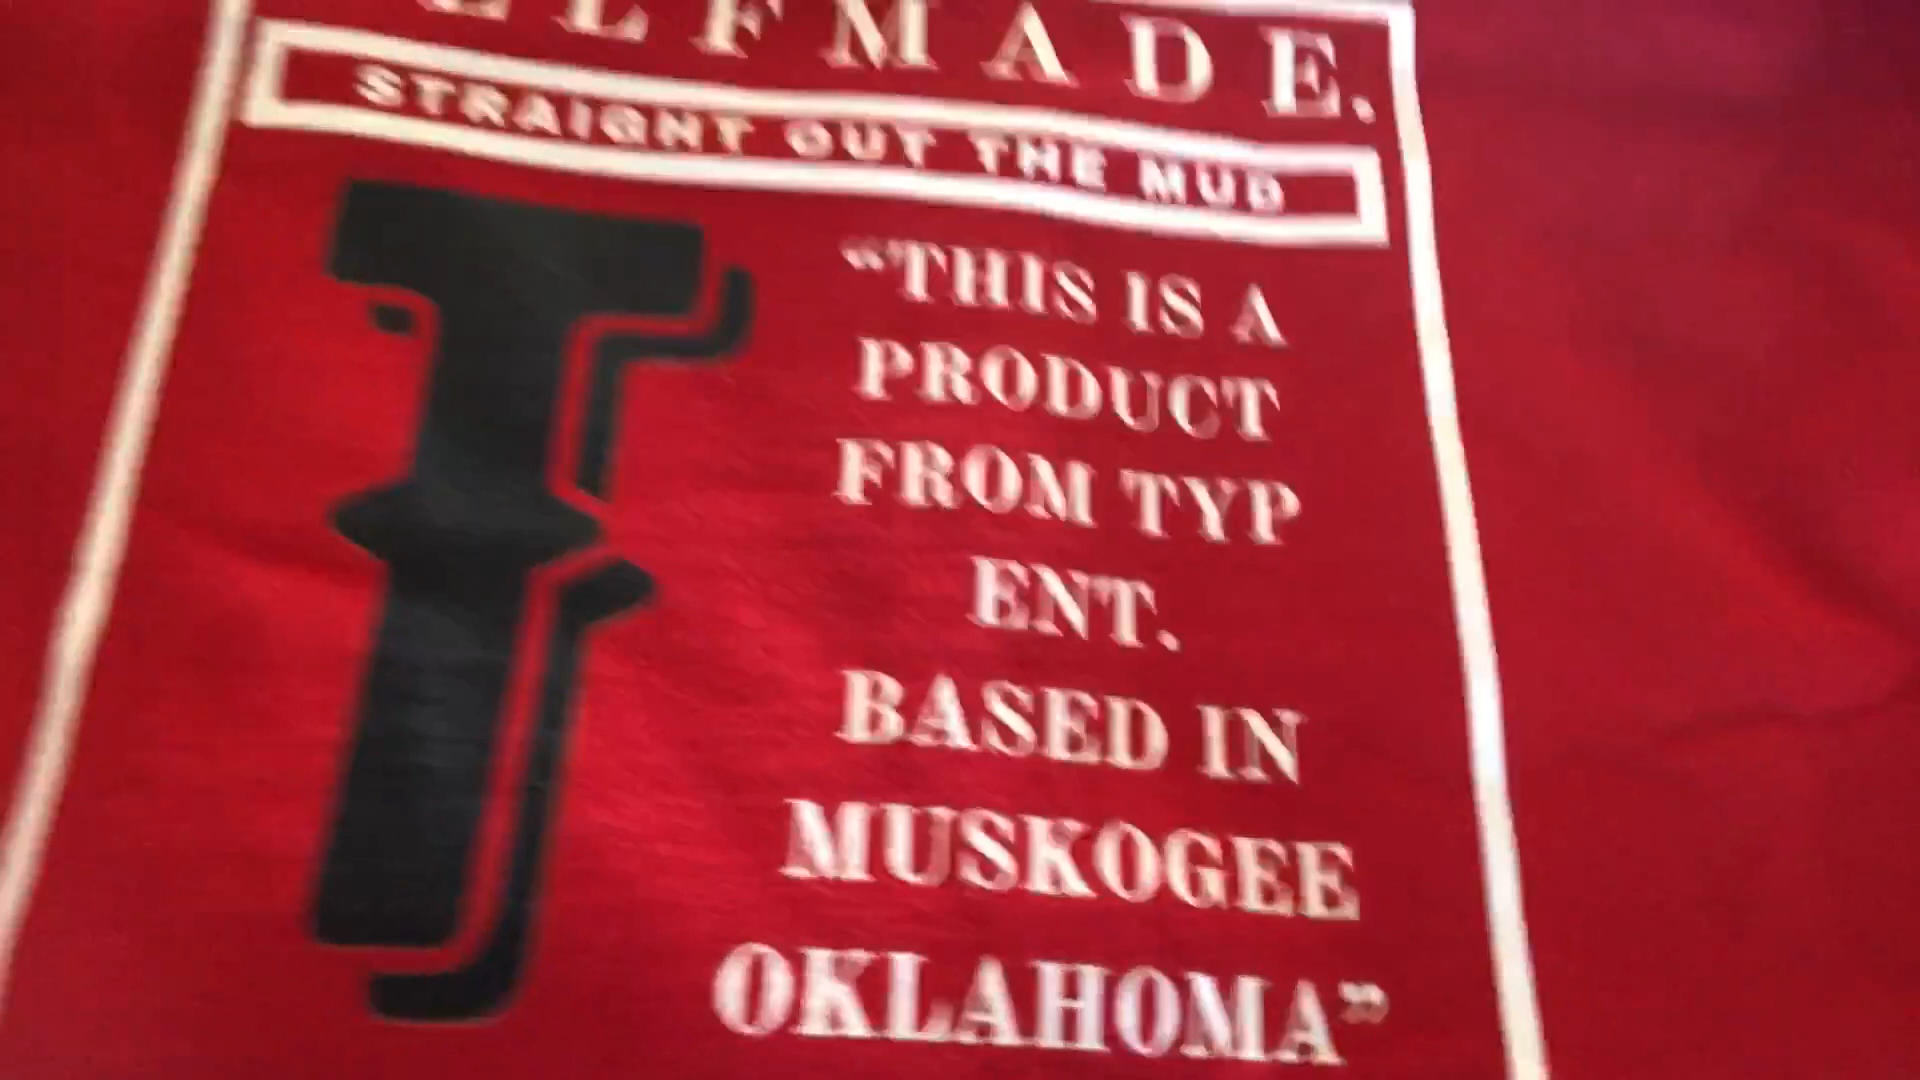 ELFMADE.
STRAIGHT OUT THE MUD
T
“THIS IS A
PRODUCT
FROM TYP
ENT.
BASED IN
MUSKOGEE
OKLAHOMA”